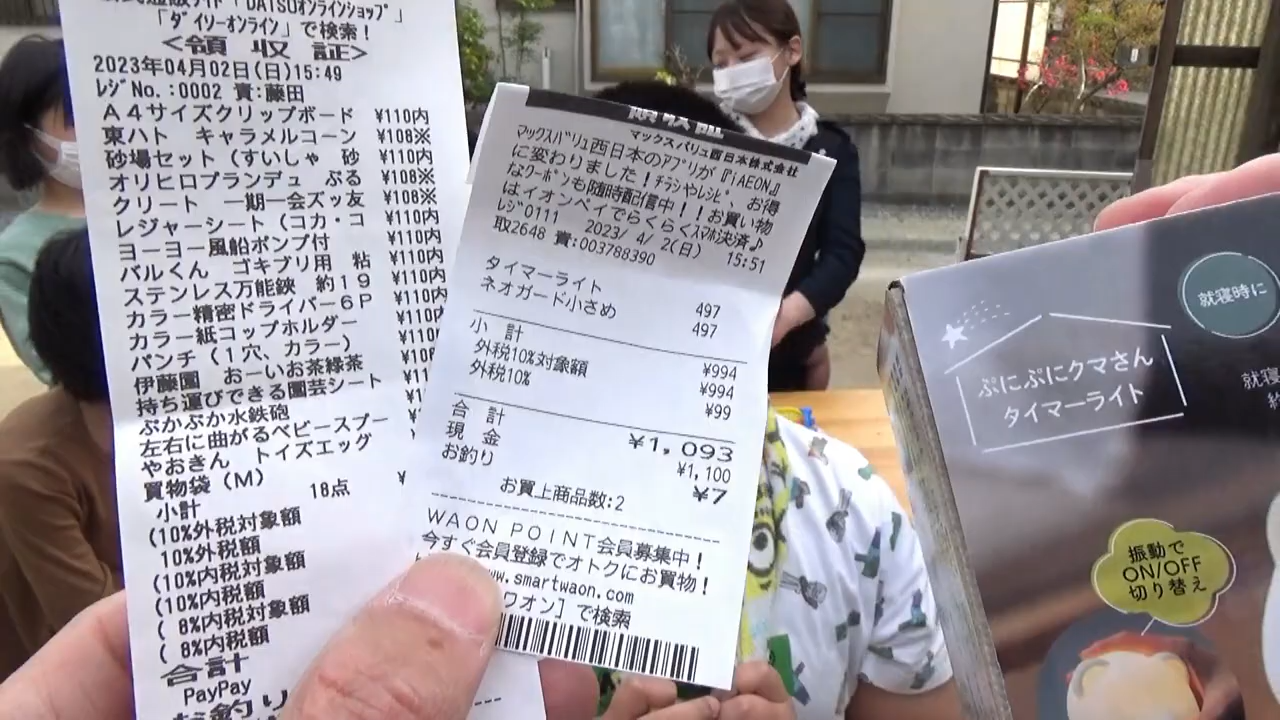 「DAISOオンラインショップ」
「ダイソーオンライン」で検索!
<領 収 証>
2023年04月02日(日)15:49
レジNo.:0002 責:藤田
A4サイズクリップボード ¥110内
東ハト キャラメルコーン ¥108※
砂場セット(すいしゃ 砂 ¥110内
オリヒロプランデュ ぷる ¥108※
クリート 一期一会ズッ友 ¥108※
レジャーシート(コカ・コ ¥110内
ヨーヨー風船ポンプ付 ¥110内
バルくん ゴキブリ用 粘 ¥110内
ステンレス万能鋏 約19 ¥110内
カラー精密ドライバー6P ¥110内
カラー紙コップホルダー ¥110
パンチ(1穴、カラー)
伊藤園 おーいお茶緑茶
持ち運びできる園芸シート
ぷかぷか水鉄砲
左右に曲がるベビースプー
やおきん トイズエッグ
買物袋(M)
小計 18点 ¥
(10%外税対象額
10%外税額
(10%内税対象額
(10%内税額
( 8%内税対象額
( 8%内税額
合計
PayPay
お釣り
領収証
マックスバリュ西日本株式会社
マックスバリュ西日本のアプリが『iAEON』
に変わりました!チラシやレシピ、お得
なクーポンも随時配信中!!お買い物
はイオンペイでらくらくスマホ決済♪
レジ0111 2023/ 4/ 2(日) 15:51
取2648 責:003788390
タイマーライト 497
ネオガード小さめ 497
小 計 ¥994
外税10%対象額 ¥994
外税10% ¥99
合 計 ¥1,093
現 金 ¥1,100
お釣り ¥7
お買上商品数:2
WAON POINT会員募集中!
今すぐ会員登録でオトクにお買物!
www.smartwaon.com
ワオン]で検索
就寝時に
就寝
ぷにぷにクマさん
タイマーライト
振動で
ON/OFF
切り替え